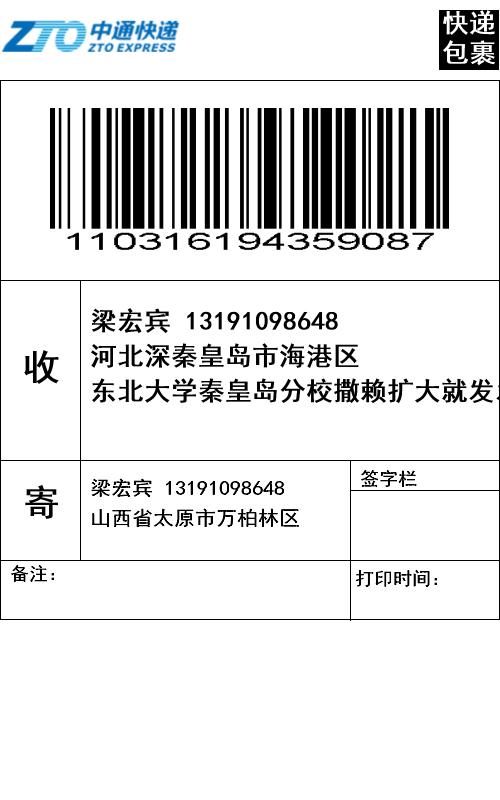 ZTO 中通快递
ZTO EXPRESS
快递
包裹
110316194359087
收
梁宏宾 13191098648
河北深秦皇岛市海港区
东北大学秦皇岛分校撒赖扩大就发
寄
梁宏宾 13191098648
山西省太原市万柏林区
签字栏
备注：
打印时间：